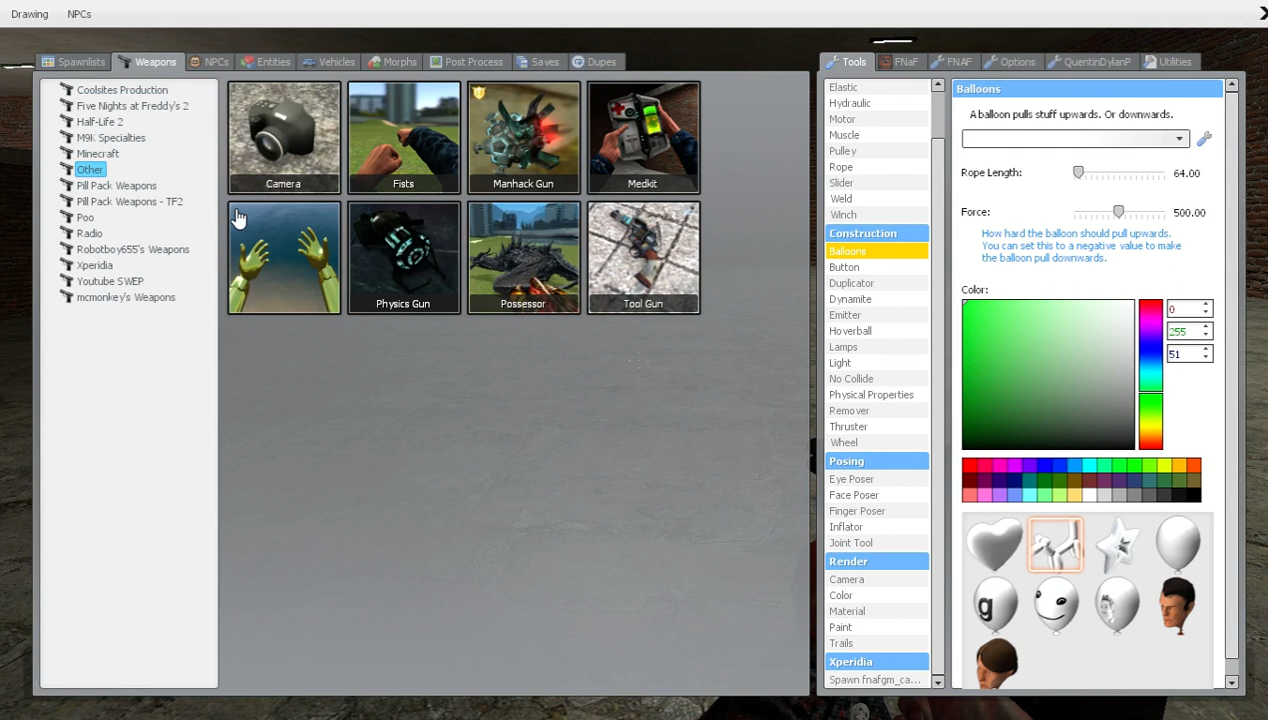 Drawing NPCs
Spawnlists Weapons NPCs Entities Vehicles Morphs Post Process Saves Dupes
Coolsites Production
Five Nights at Freddy's 2
Half-Life 2
M9K Specialties
Minecraft
Other
Pill Pack Weapons
Pill Pack Weapons - TF2
Poo
Radio
Robotboy655's Weapons
Xperidia
Youtube SWEP
mcmonkey's Weapons
Camera Fists Manhack Gun Medkit
Physics Gun Possessor Tool Gun
Tools FNaF FNAF Options QuentinDylanP Utilities
Elastic
Hydraulic
Motor
Muscle
Pulley
Rope
Slider
Weld
Winch
Construction
Balloons
Button
Duplicator
Dynamite
Emitter
Hoverball
Lamps
Light
No Collide
Physical Properties
Remover
Thruster
Wheel
Posing
Eye Poser
Face Poser
Finger Poser
Inflator
Joint Tool
Render
Camera
Color
Material
Paint
Trails
Xperidia
Spawn fnafgm_ca...
Balloons
A balloon pulls stuff upwards. Or downwards.
Rope Length: 64.00
Force: 500.00
How hard the balloon should pull upwards.
You can set this to a negative value to make
the balloon pull downwards.
Color:
0
255
51
g